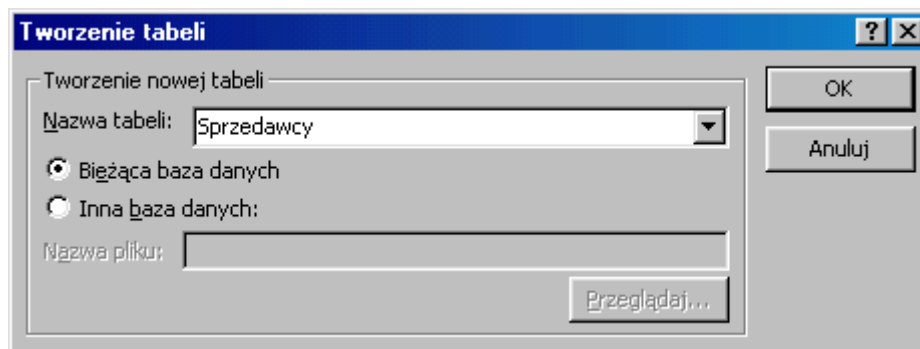 Tworzenie tabeli
Tworzenie nowej tabeli
Nazwa tabeli: Sprzedawcy
Bieżąca baza danych
Inna baza danych:
Nazwa pliku:
Przeglądaj...
OK
Anuluj